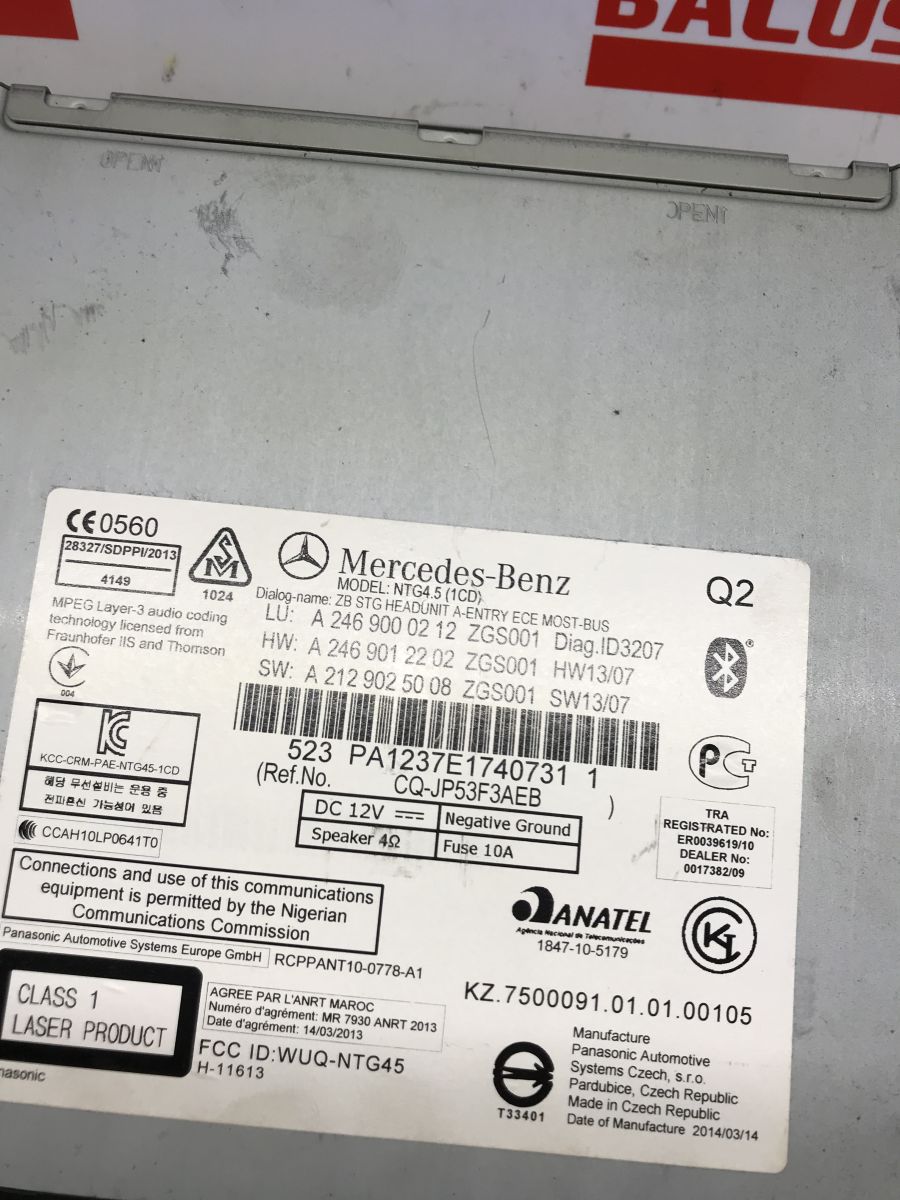 BALUS
OPEN1
OPEN1
CE0560
28327/SDPPI/2013
4149
SM
1024
MPEG Layer-3 audio coding
technology licensed from
Fraunhofer IIS and Thomson
004
Mercedes-Benz
MODEL: NTG4.5 (1CD)
Dialog-name: ZB STG HEADUNIT A-ENTRY ECE MOST-BUS
LU: A 246 900 02 12 ZGS001 Diag.ID3207
HW: A 246 901 22 02 ZGS001 HW13/07
SW: A 212 902 50 08 ZGS001 SW13/07
Q2
523 PA1237E1740731 1
(Ref.No. CQ-JP53F3AEB )
DC 12V Negative Ground
Speaker 4Ω Fuse 10A
KC
KCC-CRM-PAE-NTG45-1CD
해당 무선설비는 운용 중
전파혼신 가능성이 있음
CCAH10LP0641T0
PCT
TRA
REGISTRATED No:
ER0039619/10
DEALER No:
0017382/09
Connections and use of this communications
equipment is permitted by the Nigerian
Communications Commission
Panasonic Automotive Systems Europe GmbH
RCPPANT10-0778-A1
ANATEL
Agência Nacional de Telecomunicações
1847-10-5179
CLASS 1
LASER PRODUCT
AGREE PAR L'ANRT MAROC
Numéro d'agrément: MR 7930 ANRT 2013
Date d'agrément: 14/03/2013
FCC ID:WUQ-NTG45
H-11613
nasonic
KZ.7500091.01.01.00105
T33401
Manufacture
Panasonic Automotive
Systems Czech, s.r.o.
Pardubice, Czech Republic
Made in Czech Republic
Date of Manufacture 2014/03/14